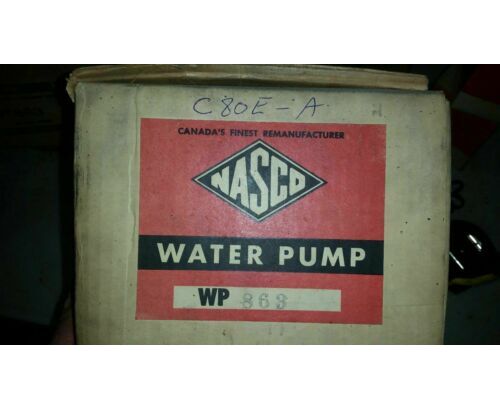 C80E-A
CANADA'S FINEST REMANUFACTURER
NASCO
WATER PUMP
WP 863